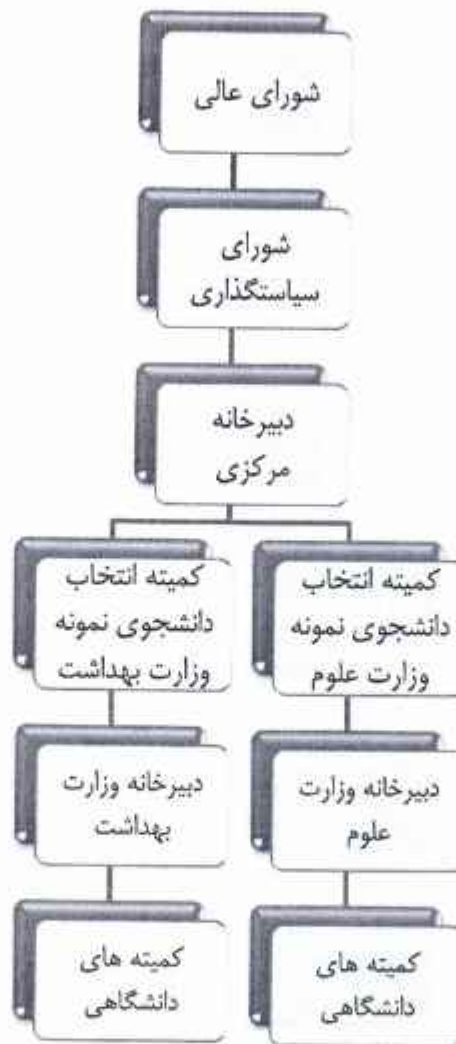 شورای عالی
شورای
سیاستگذاری
دبیرخانه
مرکزی
کمیته انتخاب
دانشجوی نمونه
وزارت علوم
کمیته انتخاب
دانشجوی نمونه
وزارت بهداشت
دبیرخانه وزارت
علوم
دبیرخانه وزارت
بهداشت
کمیته های
دانشگاهی
کمیته های
دانشگاهی